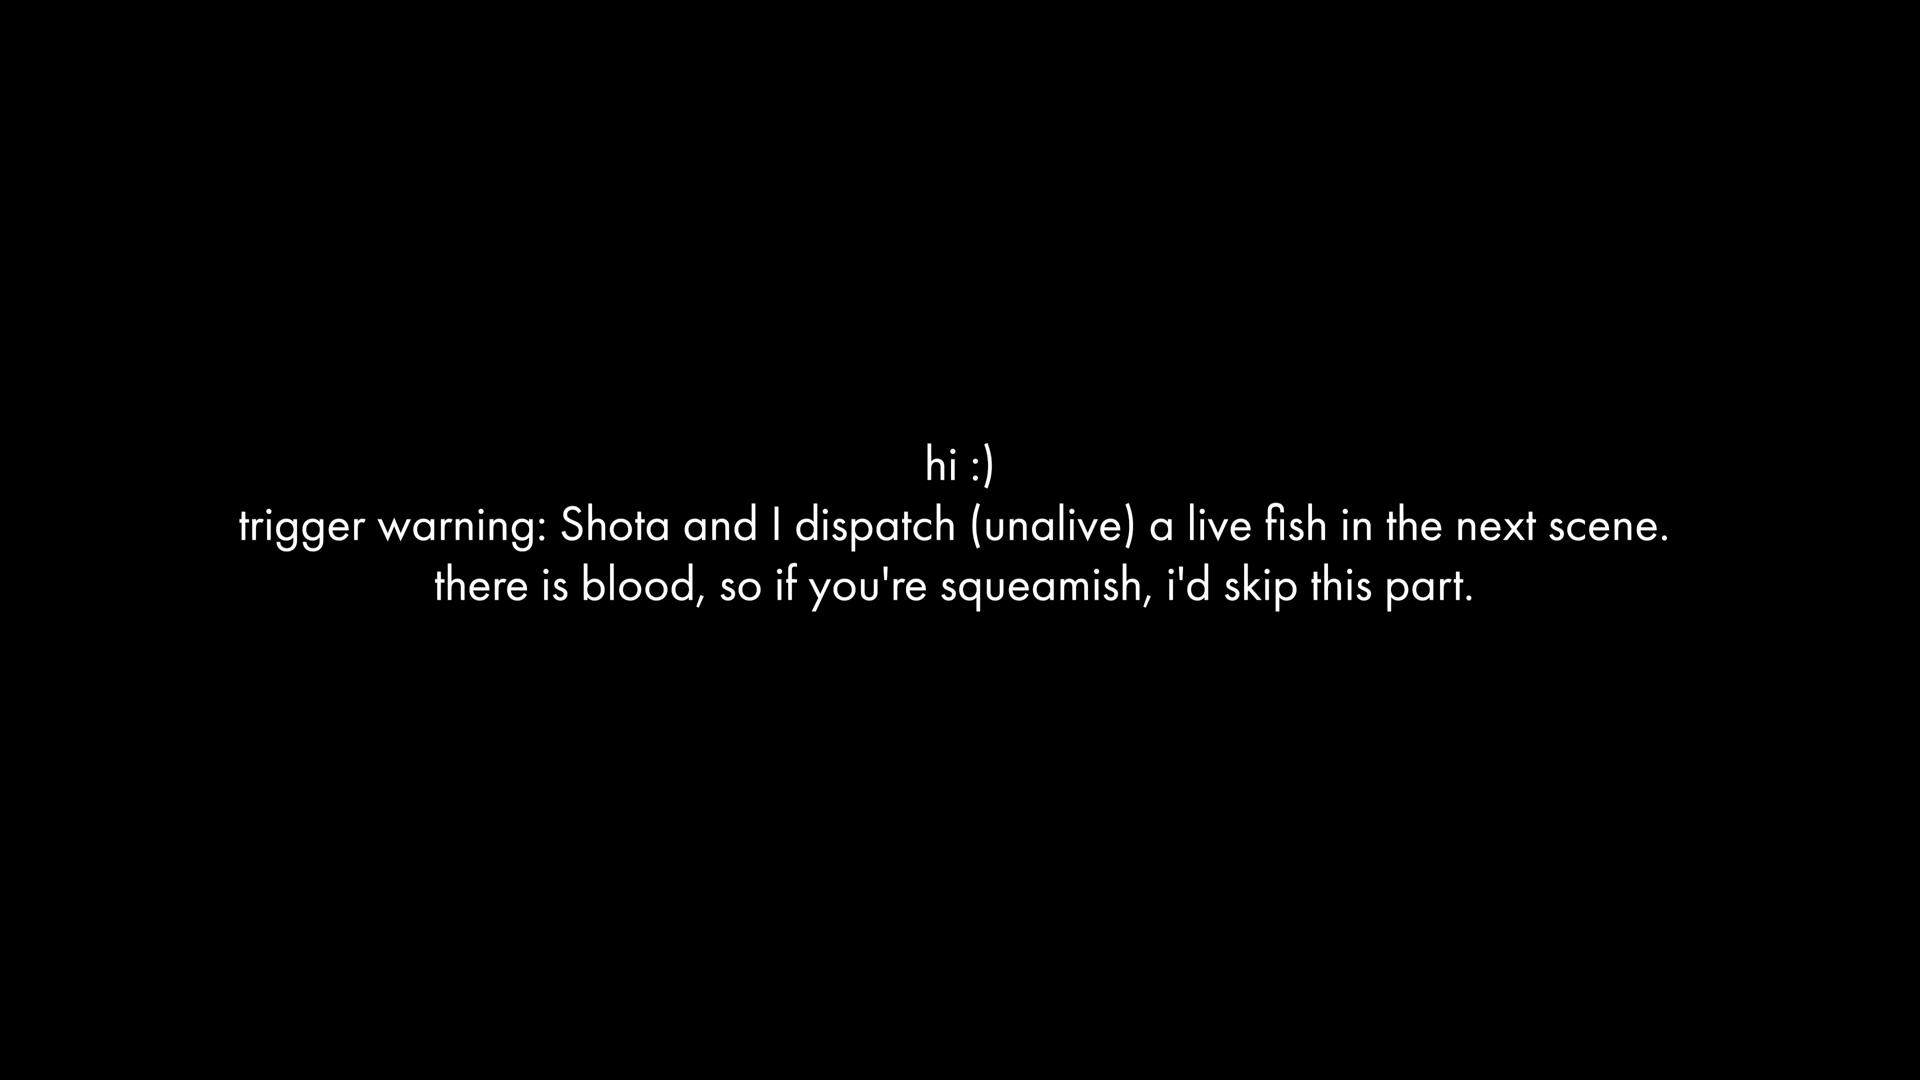 hi :)
trigger warning: Shota and I dispatch (unalive) a live fish in the next scene.
there is blood, so if you're squeamish, i'd skip this part.